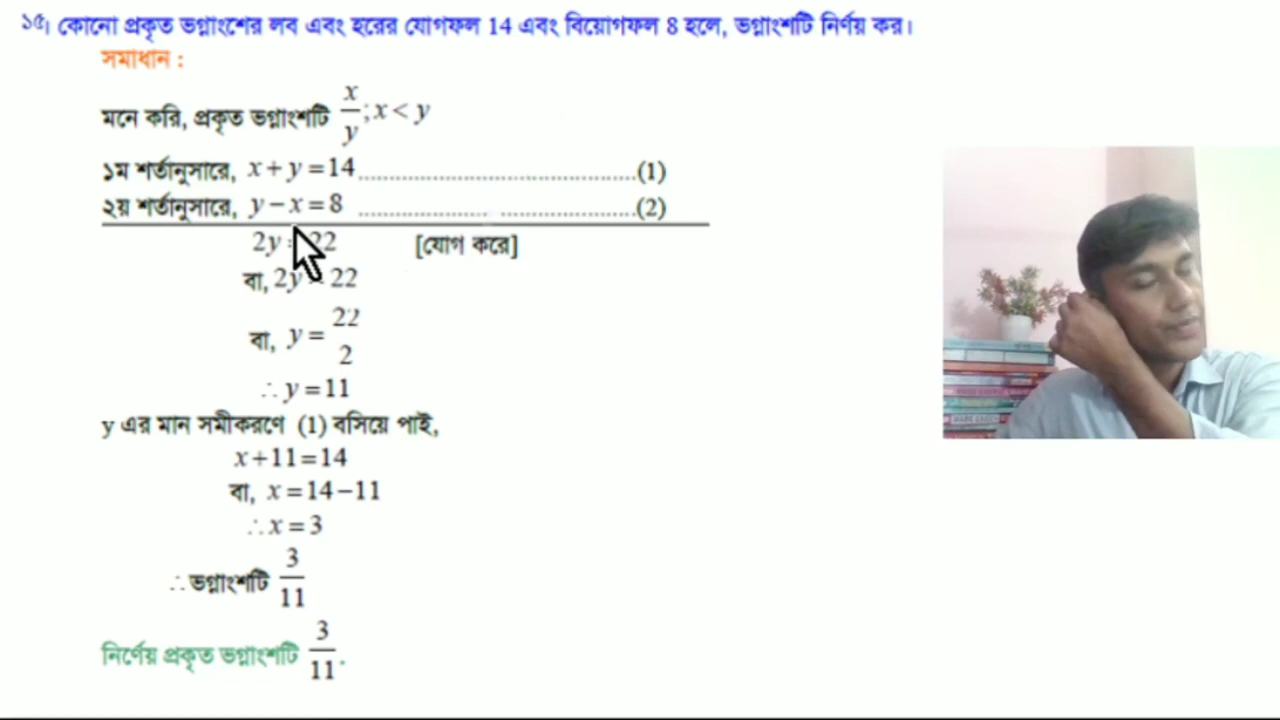 ১৫। কোনো প্রকৃত ভগ্নাংশের লব এবং হরের যোগফল 14 এবং বিয়োগফল 8 হলে, ভগ্নাংশটি নির্ণয় কর।
সমাধান :
মনে করি, প্রকৃত ভগ্নাংশটি x/y; x < y
১ম শর্তানুসারে, x + y = 14 ............................................(1)
২য় শর্তানুসারে, y − x = 8 ..................... ......................(2)
2y = 22 [যোগ করে]
বা, 2y = 22
বা, y = 22/2
∴ y = 11
y এর মান সমীকরণে (1) বসিয়ে পাই,
x + 11 = 14
বা, x = 14 − 11
∴ x = 3
∴ ভগ্নাংশটি 3/11
নির্ণেয় প্রকৃত ভগ্নাংশটি 3/11.